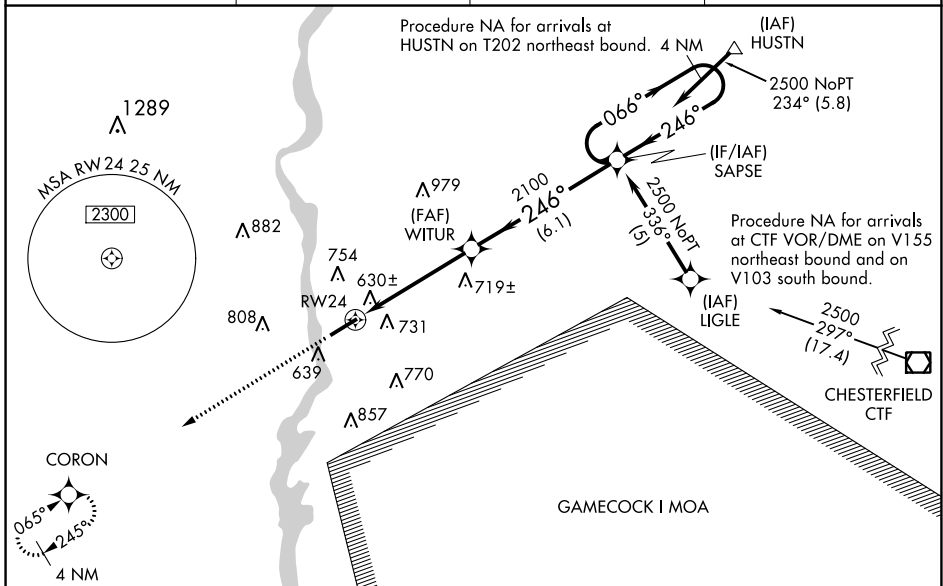 Procedure NA for arrivals at
HUSTN on T202 northeast bound.
4 NM
(IAF)
HUSTN
2500 NoPT
234° (5.8)
066°
246°
(IF/IAF)
SAPSE
1289
MSA RW 24 25 NM
2300
979
882
2100
246°
(6.1)
(FAF)
WITUR
2500 NoPT
336°
(5)
Procedure NA for arrivals
at CTF VOR/DME on V155
northeast bound and on
V103 south bound.
754
630±
719±
RW24
808
731
(IAF)
LIGLE
2500
297°
(17.4)
639
770
CHESTERFIELD
CTF
857
CORON
065°
245°
4 NM
GAMECOCK I MOA